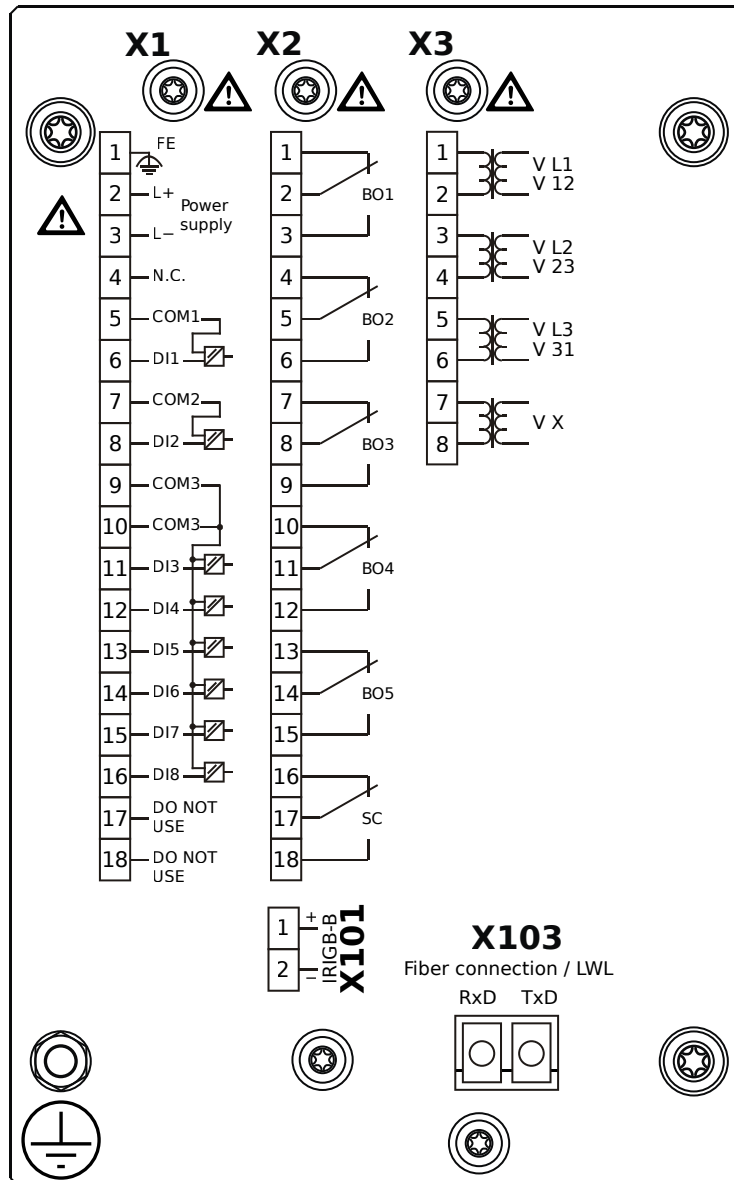 X1
X2
X3
1 FE
2 L+
Power
supply
3 L−
4 N.C.
5 COM1
6 DI1
7 COM2
8 DI2
9 COM3
10 COM3
11 DI3
12 DI4
13 DI5
14 DI6
15 DI7
16 DI8
17 DO NOT
USE
18 DO NOT
USE
1
2 BO1
3
4
5 BO2
6
7
8 BO3
9
10
11 BO4
12
13
14 BO5
15
16
17 SC
18
1 V L1
2 V 12
3 V L2
4 V 23
5 V L3
6 V 31
7
V X
8
1 +
2 −
IRIGB-B
X101
X103
Fiber connection / LWL
RxD TxD